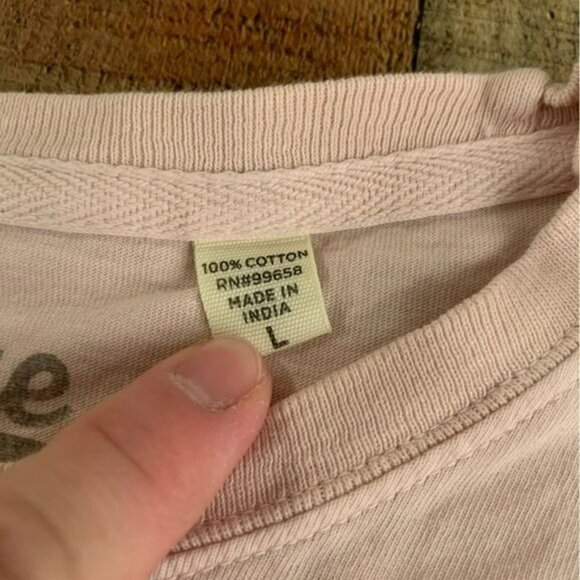 100% COTTON
RN#99658
MADE IN
INDIA
L